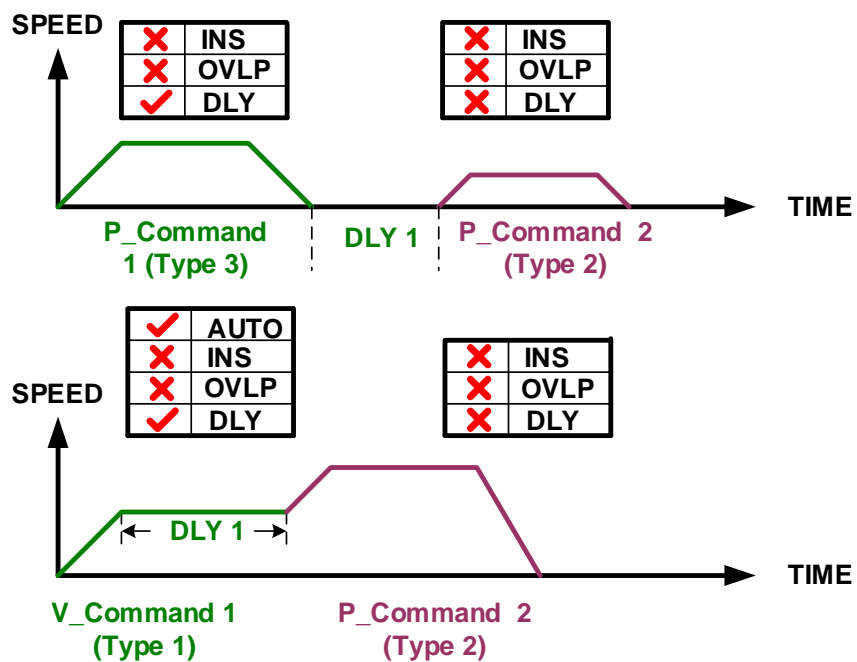 SPEED
INS
OVLP
DLY
INS
OVLP
DLY
TIME
P_Command
1 (Type 3)
DLY 1
P_Command 2
(Type 2)
AUTO
INS
OVLP
DLY
INS
OVLP
DLY
SPEED
DLY 1
TIME
V_Command 1
(Type 1)
P_Command 2
(Type 2)